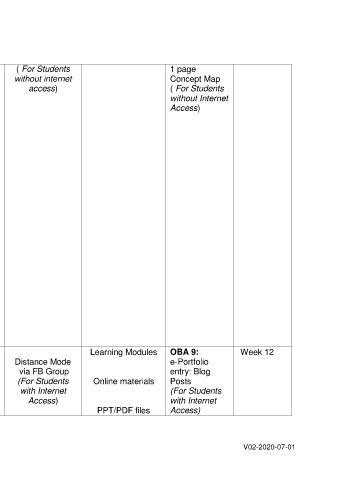 ( For Students
without internet
access)
1 page
Concept Map
( For Students
without Internet
Access)
Distance Mode
via FB Group
(For Students
with Internet
Access)
Learning Modules
Online materials
PPT/PDF files
OBA 9:
e-Portfolio
entry: Blog
Posts
(For Students
with Internet
Access)
Week 12
V02-2020-07-01